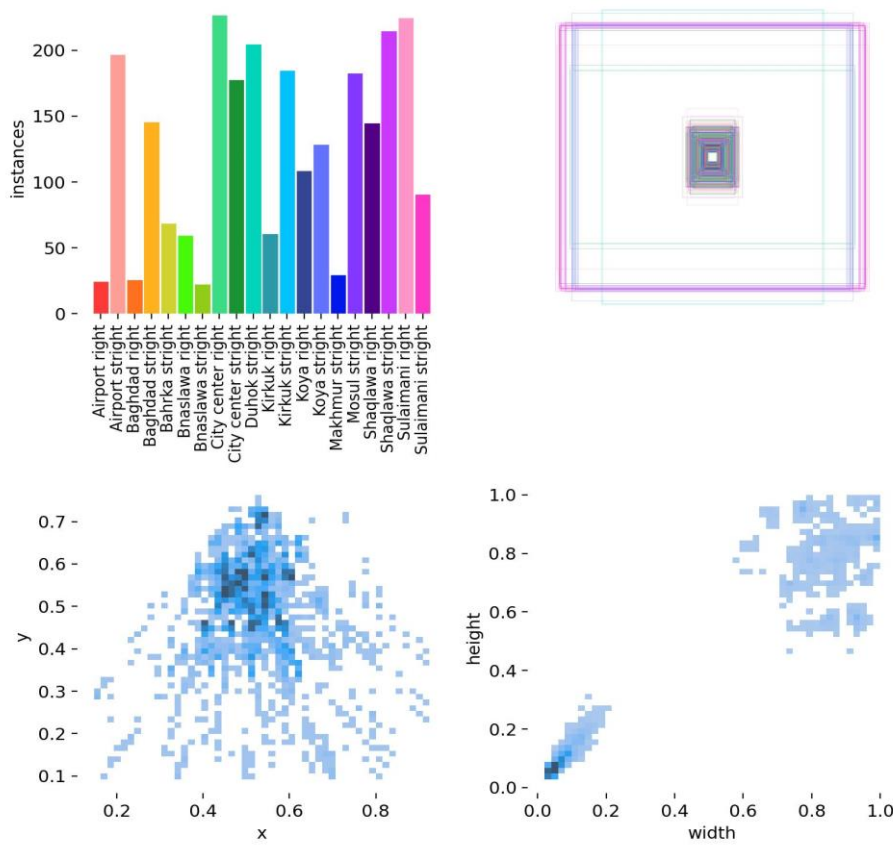 200
150
100
50
0
instances
Airport right
Airport stright
Baghdad right
Baghdad stright
Bahrka stright
Bnaslawa right
Bnaslawa stright
City center right
City center stright
Duhok stright
Kirkuk right
Kirkuk stright
Koya right
Koya stright
Makhmur stright
Mosul stright
Shaqlawa right
Shaqlawa stright
Sulaimani right
Sulaimani stright
0.7
0.6
0.5
0.4
0.3
0.2
0.1
y
0.2 0.4 0.6 0.8
x
1.0
0.8
0.6
0.4
0.2
0.0
height
0.0 0.2 0.4 0.6 0.8 1.0
width